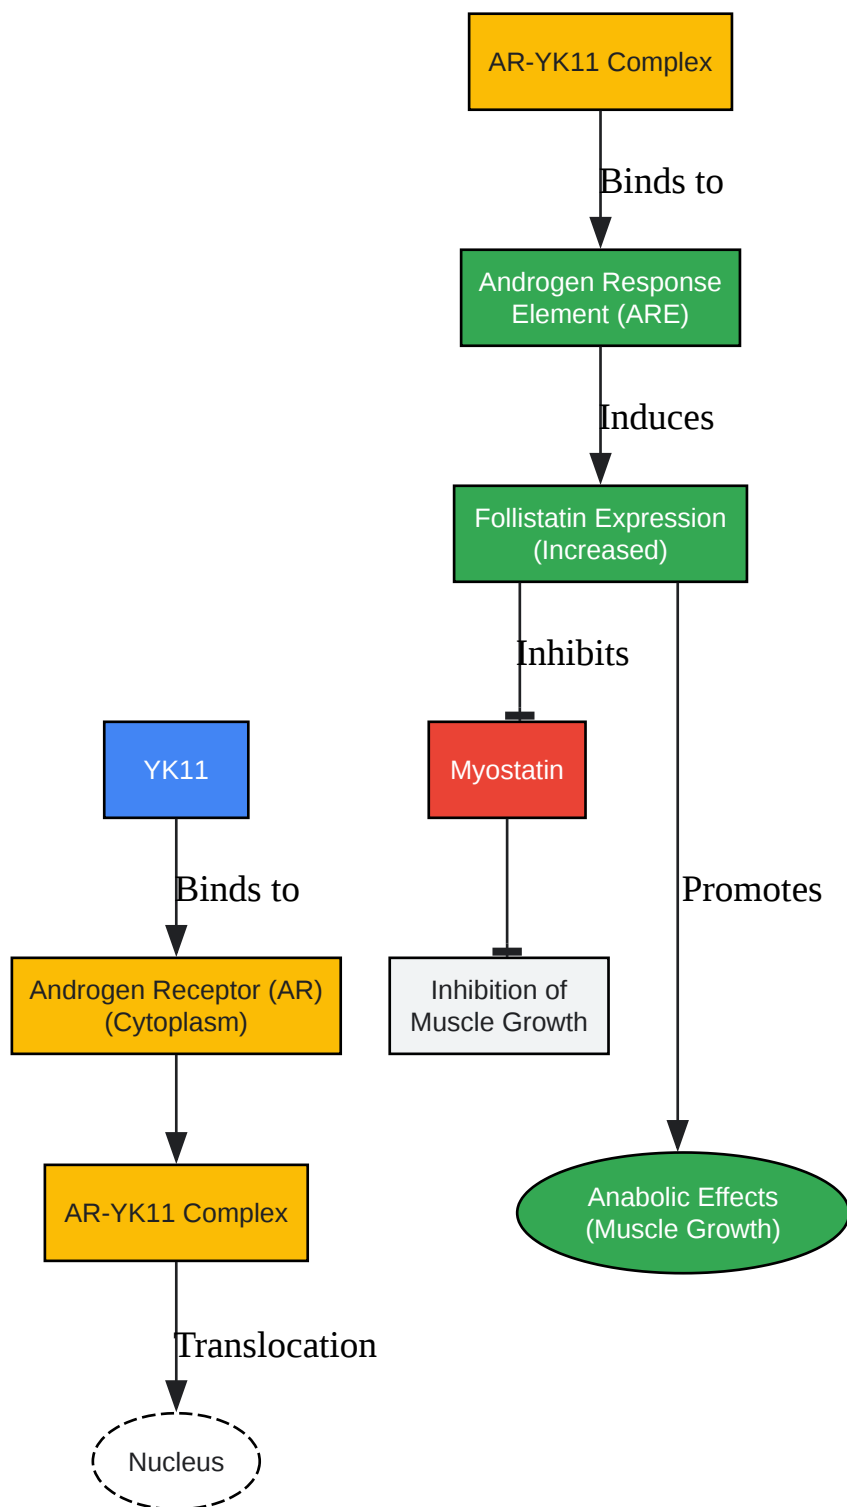 AR-YK11 Complex
Binds to
Androgen Response
Element (ARE)
Induces
Follistatin Expression
(Increased)
Inhibits
YK11
Myostatin
Binds to
Promotes
Androgen Receptor (AR)
(Cytoplasm)
Inhibition of
Muscle Growth
AR-YK11 Complex
Anabolic Effects
(Muscle Growth)
Translocation
Nucleus